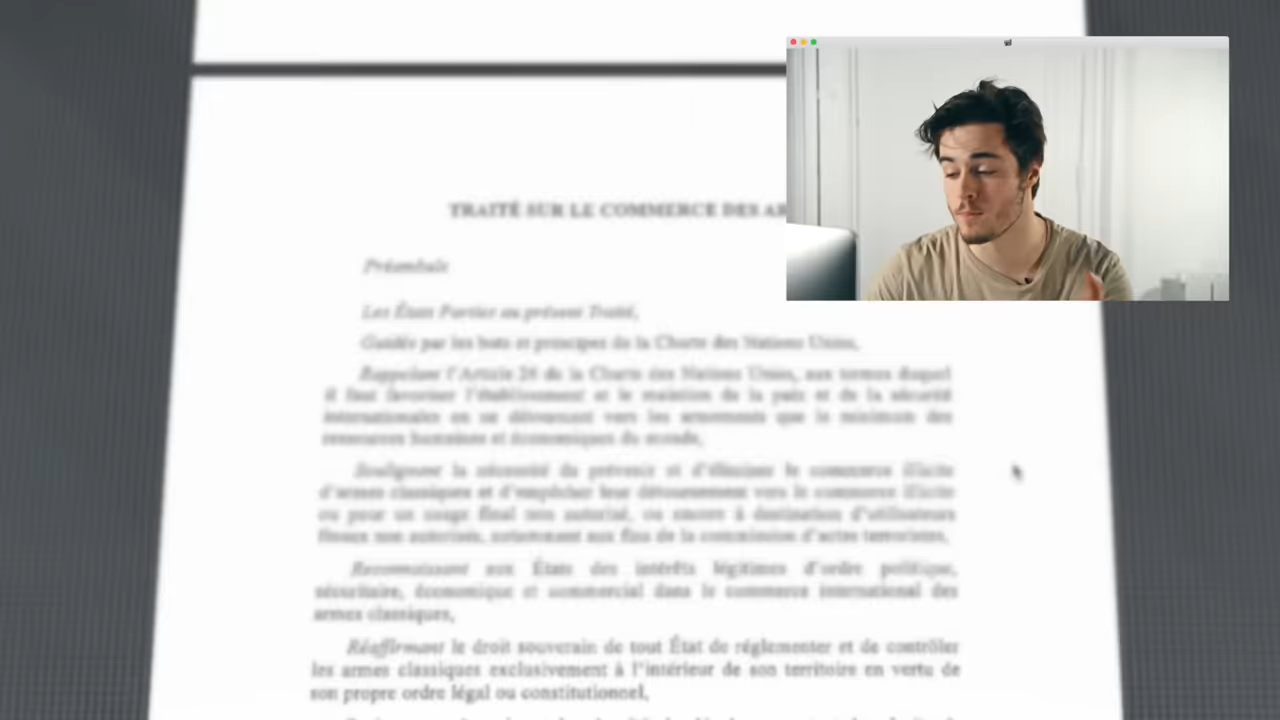 TRAITÉ SUR LE COMMERCE DES AR
Préambule
Les États Parties au présent Traité,
Guidés par les buts et principes de la Charte des Nations Unies,
Rappelant l'Article 26 de la Charte des Nations Unies, aux termes duquel
il faut favoriser l'établissement et le maintien de la paix et de la sécurité
internationales en ne détournant vers les armements que le minimum des
ressources humaines et économiques du monde,
Soulignant la nécessité de prévenir et d'éliminer le commerce illicite
d'armes classiques et d'empêcher leur détournement vers le commerce illicite
ou pour un usage final non autorisé, ou encore à destination d'utilisateurs
finaux non autorisés, notamment aux fins de la commission d'actes terroristes,
Reconnaissant aux États des intérêts légitimes d'ordre politique,
sécuritaire, économique et commercial dans le commerce international des
armes classiques,
Réaffirmant le droit souverain de tout État de réglementer et de contrôler
les armes classiques exclusivement à l'intérieur de son territoire en vertu de
son propre ordre légal ou constitutionnel,